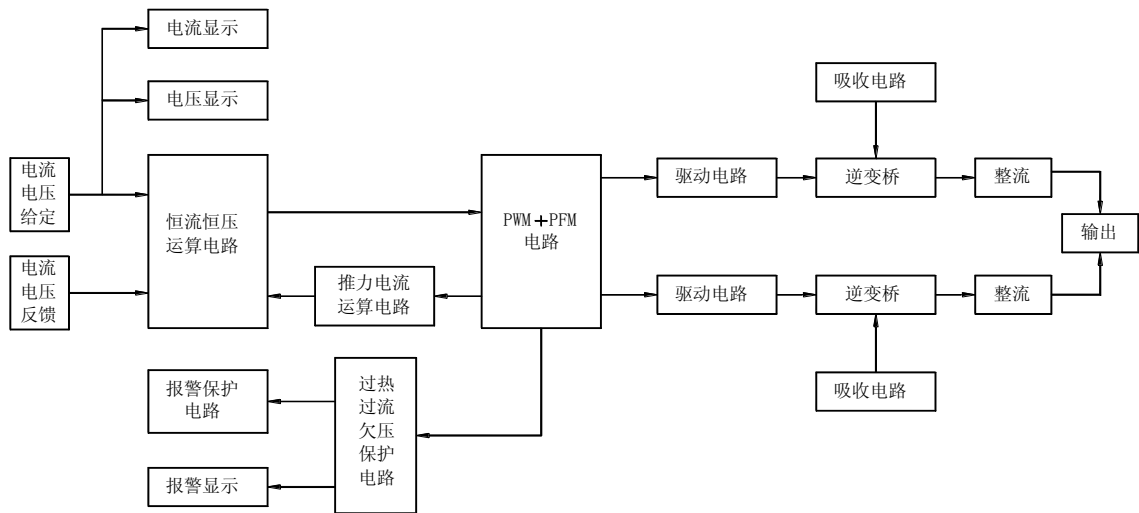 电流显示
电压显示
吸收电路
电流
电压
给定
恒流恒压
运算电路
PWM+PFM
电路
驱动电路
逆变桥
整流
输出
电流
电压
反馈
推力电流
运算电路
驱动电路
逆变桥
整流
报警保护
电路
过热
过流
欠压
保护
电路
吸收电路
报警显示